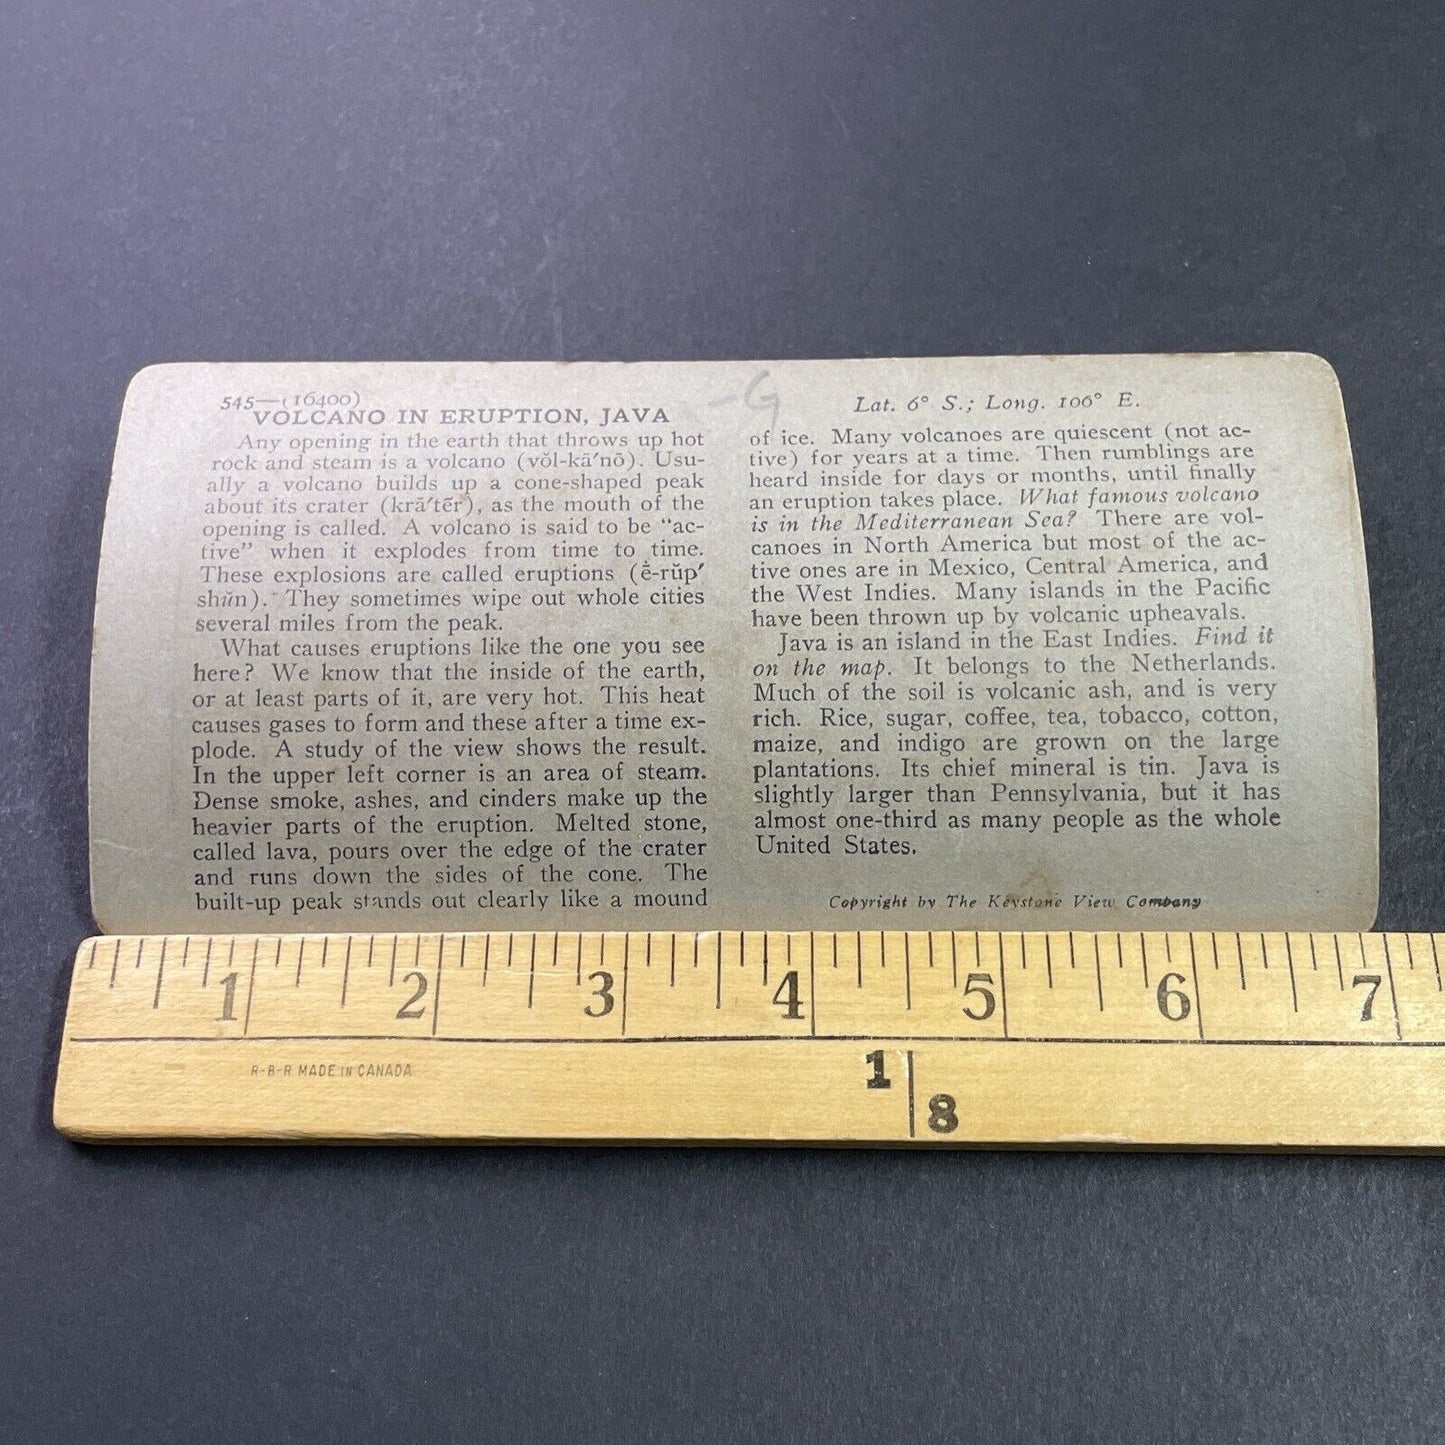 545—(16400)
VOLCANO IN ERUPTION, JAVA
Any opening in the earth that throws up hot
rock and steam is a volcano (vŏl-kā′nō). Usu-
ally a volcano builds up a cone-shaped peak
about its crater (krā′tẽr), as the mouth of the
opening is called. A volcano is said to be "ac-
tive" when it explodes from time to time.
These explosions are called eruptions (ē-rŭp′
shŭn). They sometimes wipe out whole cities
several miles from the peak.
What causes eruptions like the one you see
here? We know that the inside of the earth,
or at least parts of it, are very hot. This heat
causes gases to form and these after a time ex-
plode. A study of the view shows the result.
In the upper left corner is an area of steam.
Dense smoke, ashes, and cinders make up the
heavier parts of the eruption. Melted stone,
called lava, pours over the edge of the crater
and runs down the sides of the cone. The
built-up peak stands out clearly like a mound
-G
Lat. 6° S.; Long. 106° E.
of ice. Many volcanoes are quiescent (not ac-
tive) for years at a time. Then rumblings are
heard inside for days or months, until finally
an eruption takes place. What famous volcano
is in the Mediterranean Sea? There are vol-
canoes in North America but most of the ac-
tive ones are in Mexico, Central America, and
the West Indies. Many islands in the Pacific
have been thrown up by volcanic upheavals.
Java is an island in the East Indies. Find it
on the map. It belongs to the Netherlands.
Much of the soil is volcanic ash, and is very
rich. Rice, sugar, coffee, tea, tobacco, cotton,
maize, and indigo are grown on the large
plantations. Its chief mineral is tin. Java is
slightly larger than Pennsylvania, but it has
almost one-third as many people as the whole
United States.
Copyright by The Keystone View Company
1 2 3 4 5 6 7
R-B-R MADE IN CANADA
1
8